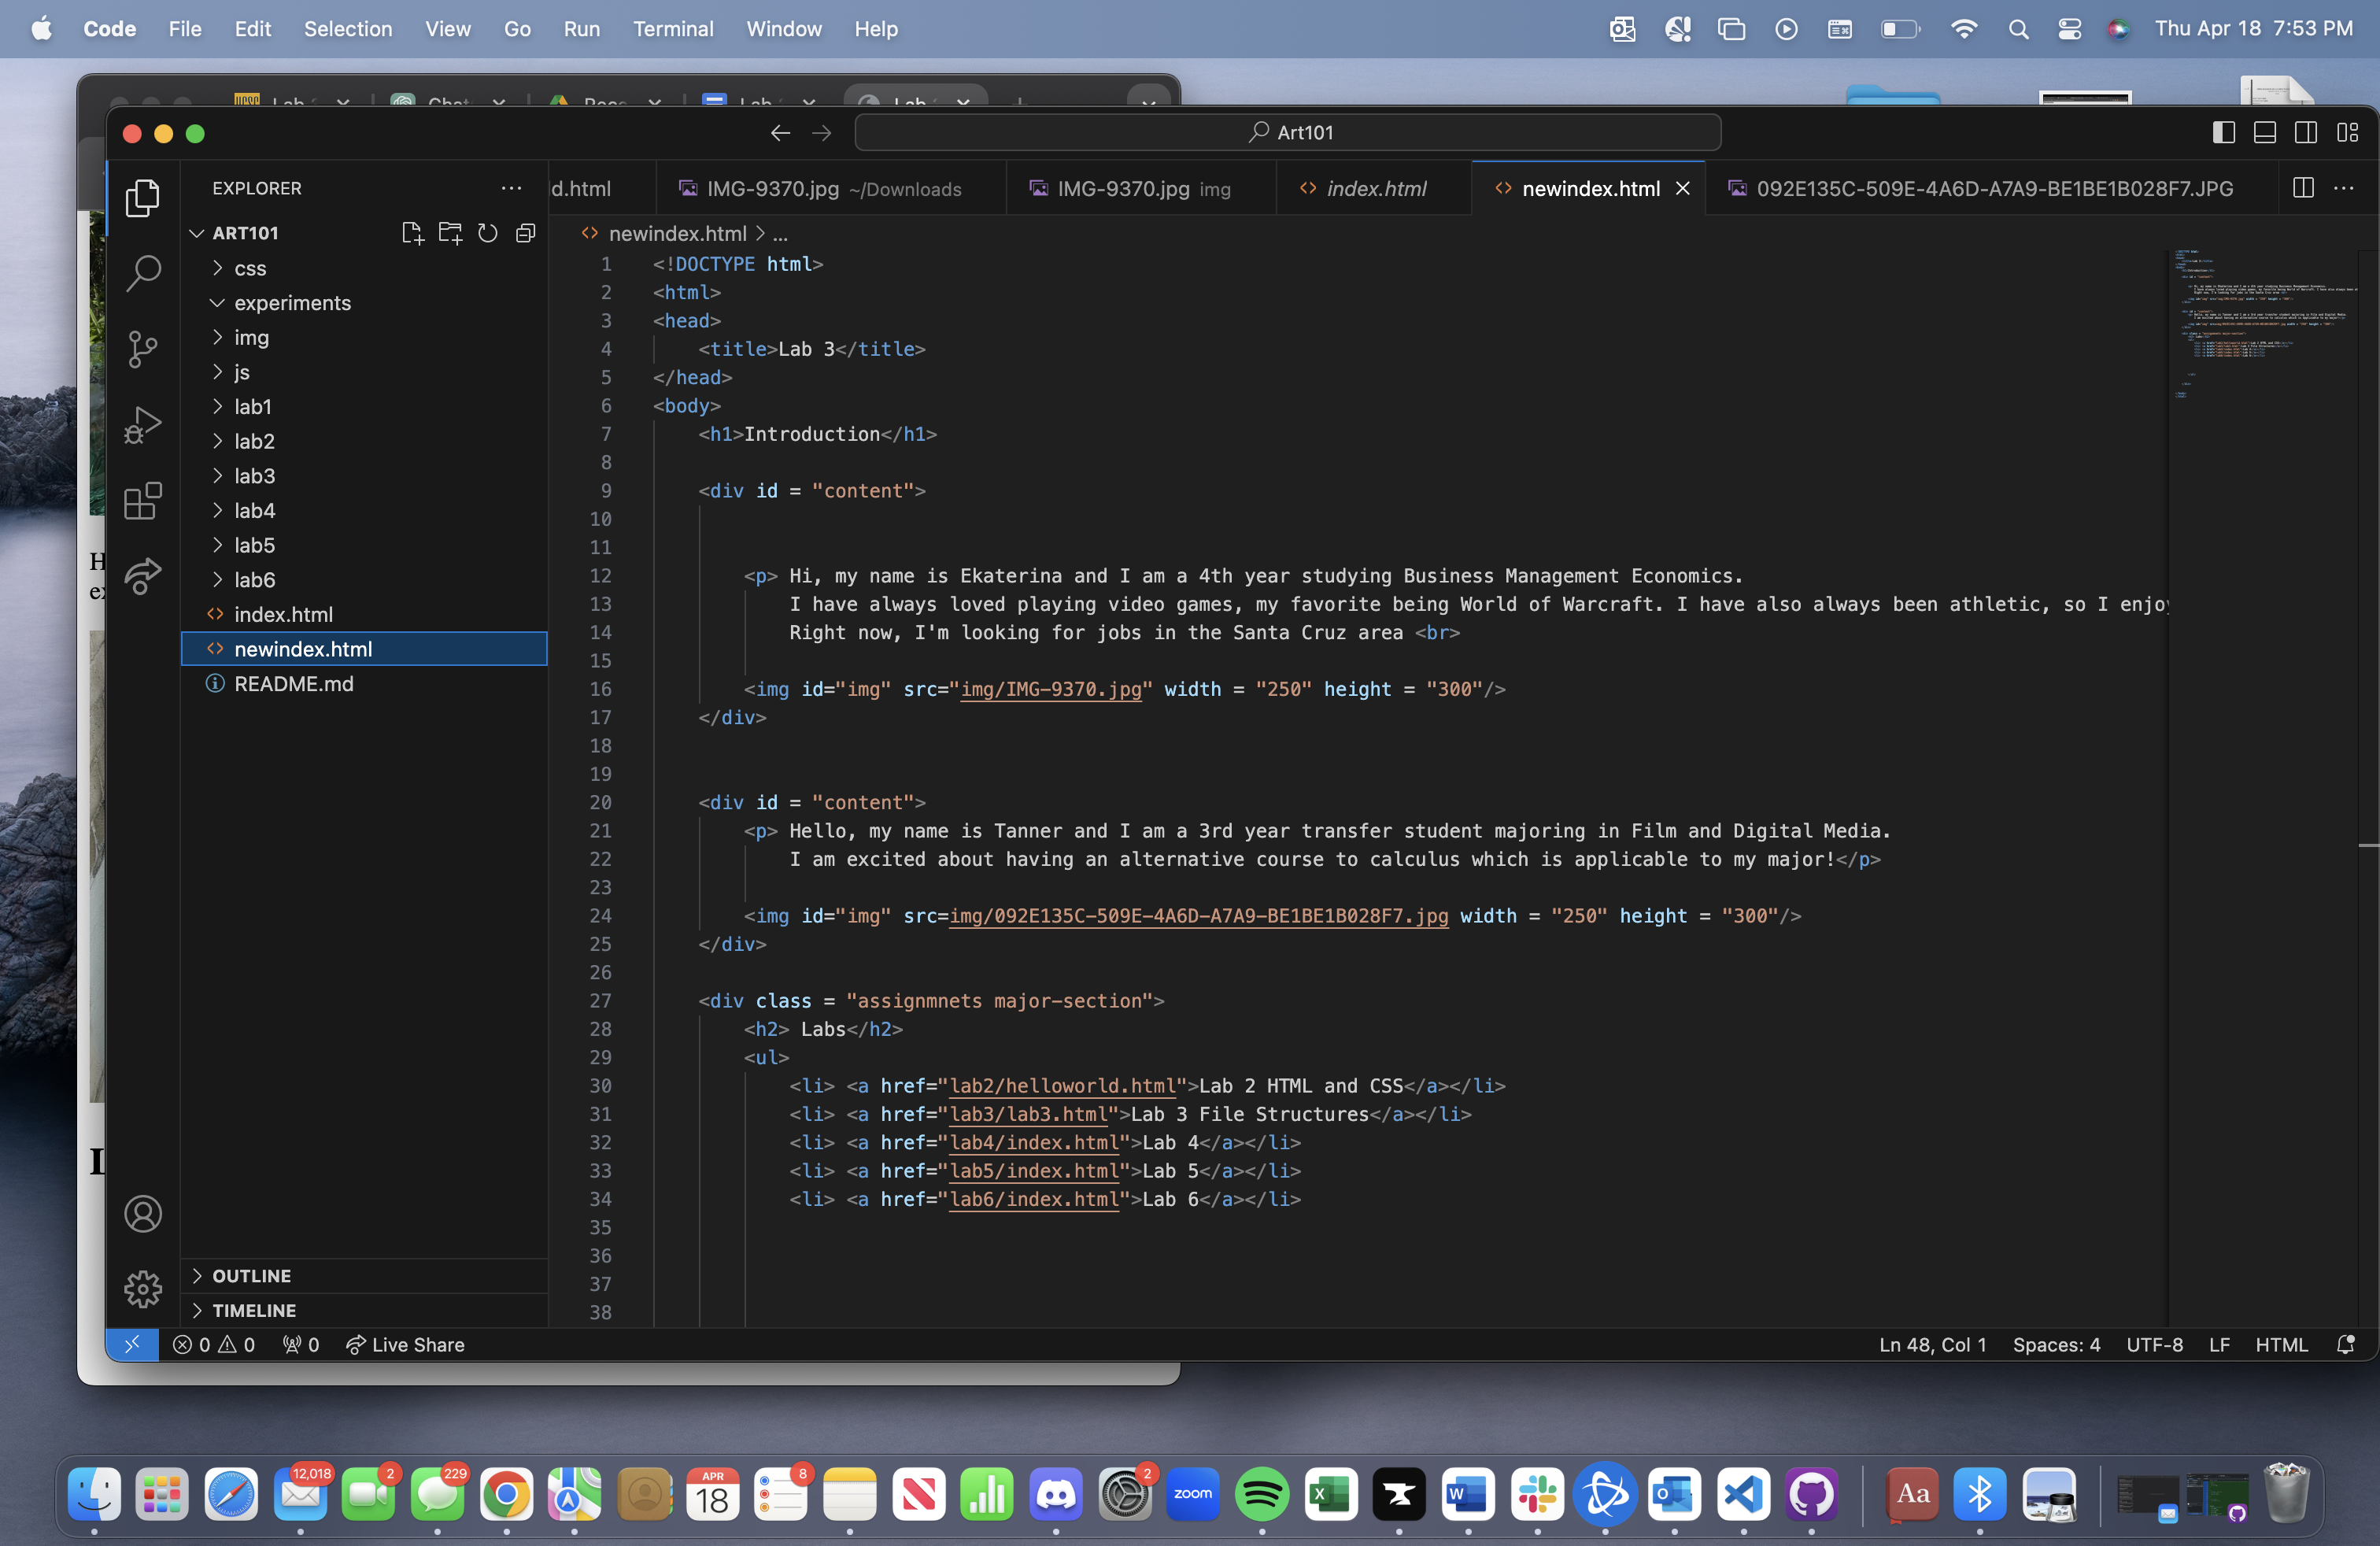 Code File Edit Selection View Go Run Terminal Window Help Thu Apr 18 7:53 PM
Art101
EXPLORER
ld.html IMG-9370.jpg ~/Downloads IMG-9370.jpg img index.html newindex.html 092E135C-509E-4A6D-A7A9-BE1BE1B028F7.JPG
ART101
css
experiments
img
js
lab1
lab2
lab3
lab4
lab5
lab6
index.html
newindex.html
README.md
OUTLINE
TIMELINE
newindex.html > ...
1 <!DOCTYPE html>
2 <html>
3 <head>
4 <title>Lab 3</title>
5 </head>
6 <body>
7 <h1>Introduction</h1>
8
9 <div id = "content">
10
11
12 <p> Hi, my name is Ekaterina and I am a 4th year studying Business Management Economics.
13 I have always loved playing video games, my favorite being World of Warcraft. I have also always been athletic, so I enjoy
14 Right now, I'm looking for jobs in the Santa Cruz area <br>
15
16 <img id="img" src="img/IMG-9370.jpg" width = "250" height = "300"/>
17 </div>
18
19
20 <div id = "content">
21 <p> Hello, my name is Tanner and I am a 3rd year transfer student majoring in Film and Digital Media.
22 I am excited about having an alternative course to calculus which is applicable to my major!</p>
23
24 <img id="img" src=img/092E135C-509E-4A6D-A7A9-BE1BE1B028F7.jpg width = "250" height = "300"/>
25 </div>
26
27 <div class = "assignmnets major-section">
28 <h2> Labs</h2>
29 <ul>
30 <li> <a href="lab2/helloworld.html">Lab 2 HTML and CSS</a></li>
31 <li> <a href="lab3/lab3.html">Lab 3 File Structures</a></li>
32 <li> <a href="lab4/index.html">Lab 4</a></li>
33 <li> <a href="lab5/index.html">Lab 5</a></li>
34 <li> <a href="lab6/index.html">Lab 6</a></li>
35
36
37
38
0 0 0 Live Share Ln 48, Col 1 Spaces: 4 UTF-8 LF HTML
12,018 2 229 APR 18 8 2 zoom Aa